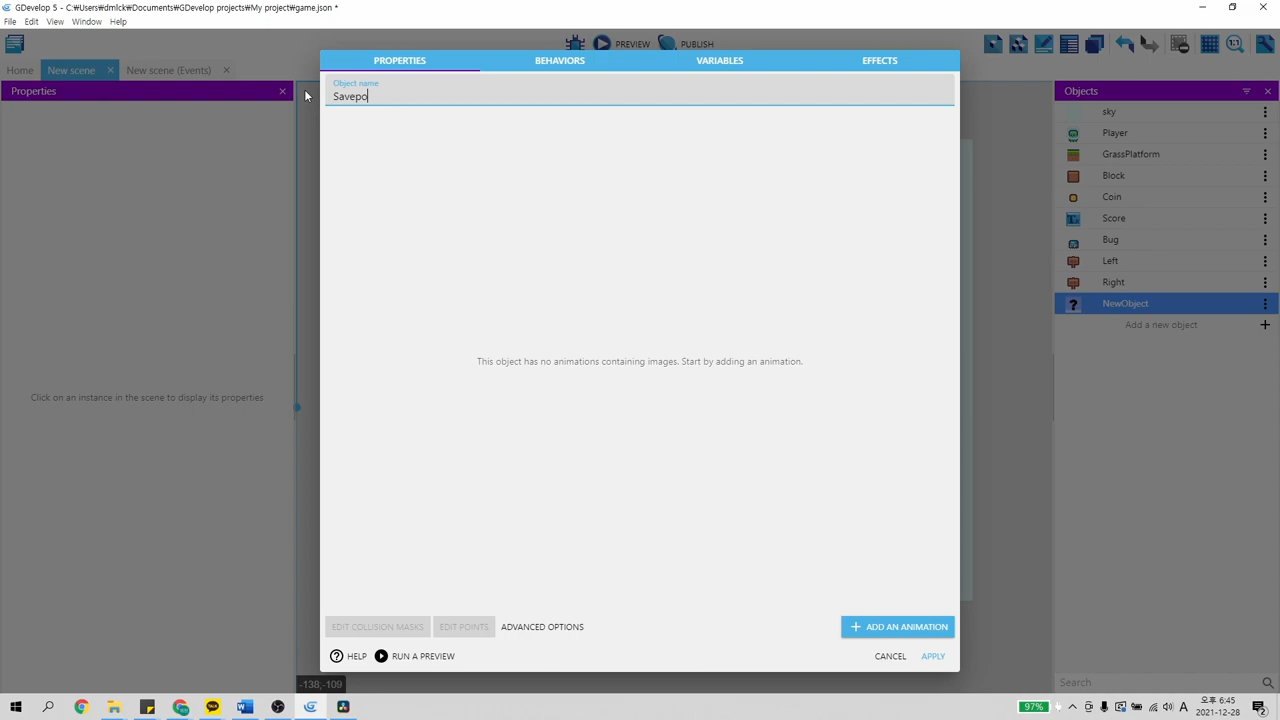 GDevelop 5 - C:₩Users₩dmlck₩Documents₩GDevelop projects₩My project₩game.json *
File Edit View Window Help
PREVIEW PUBLISH
Home New scene New scene (Events)
Properties
Click on an instance in the scene to display its properties
PROPERTIES BEHAVIORS VARIABLES EFFECTS
Object name
Savepo
This object has no animations containing images. Start by adding an animation.
EDIT COLLISION MASKS EDIT POINTS ADVANCED OPTIONS ADD AN ANIMATION
HELP RUN A PREVIEW CANCEL APPLY
-138;-109
Objects
sky
Player
GrassPlatform
Block
Coin
Score
Bug
Left
Right
NewObject
Add a new object
Search
97% A 오후 6:45
2021-12-28